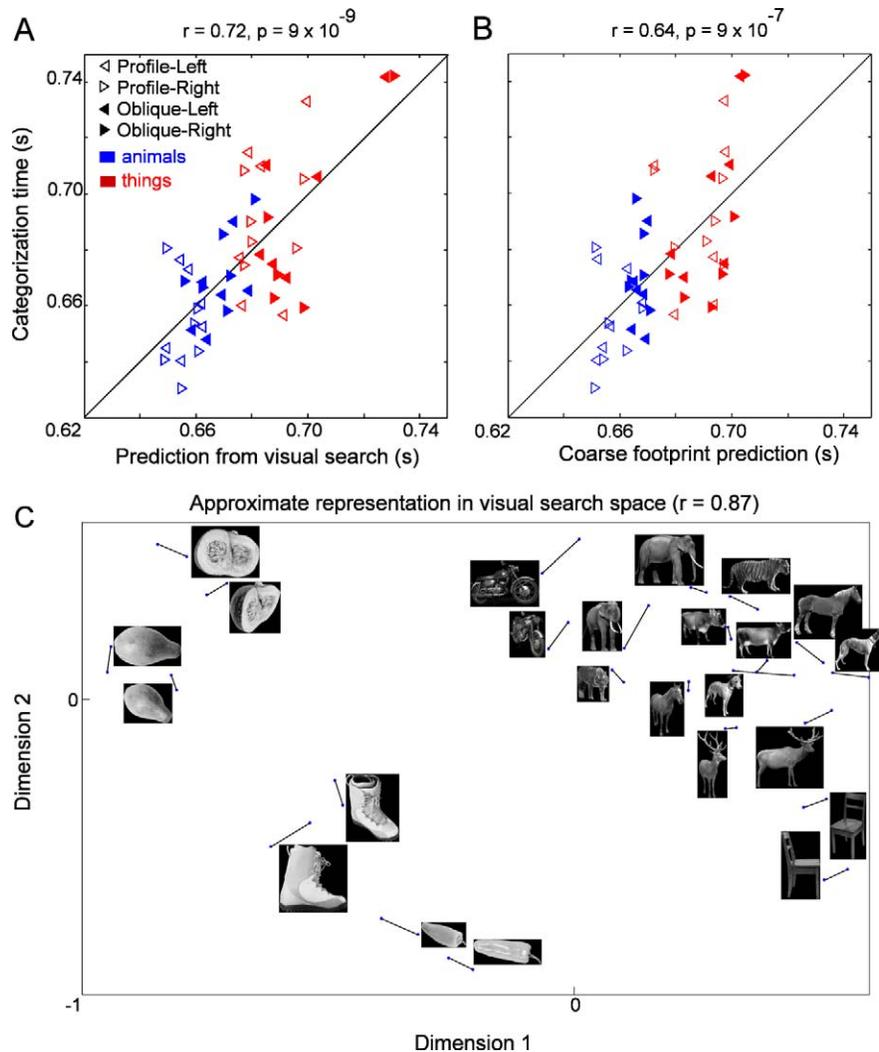 A
r = 0.72, p = 9 x 10-9
B
r = 0.64, p = 9 x 10-7
0.74
0.70
0.66
Categorization time (s)
Profile-Left
Profile-Right
Oblique-Left
Oblique-Right
animals
things
0.62 0.66 0.70 0.74
Prediction from visual search (s)
0.62 0.66 0.70 0.74
Coarse footprint prediction (s)
C
Approximate representation in visual search space (r = 0.87)
0
Dimension 2
-1 0
Dimension 1